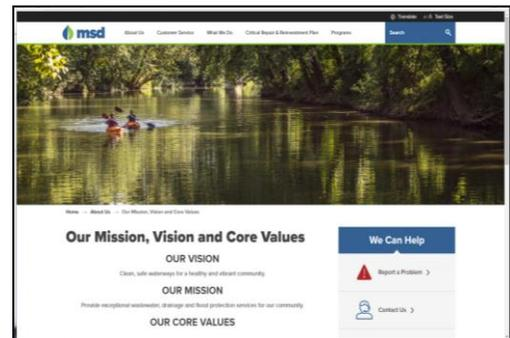 Translate A A Text Size
msd
About Us Customer Service What We Do Critical Repair & Reinvestment Plan Programs Search
Home → About Us → Our Mission, Vision and Core Values
Our Mission, Vision and Core Values
OUR VISION
Clean, safe waterways for a healthy and vibrant community.
OUR MISSION
Provide exceptional wastewater, drainage and flood protection services for our community.
OUR CORE VALUES
We Can Help
Report a Problem >
Contact Us >